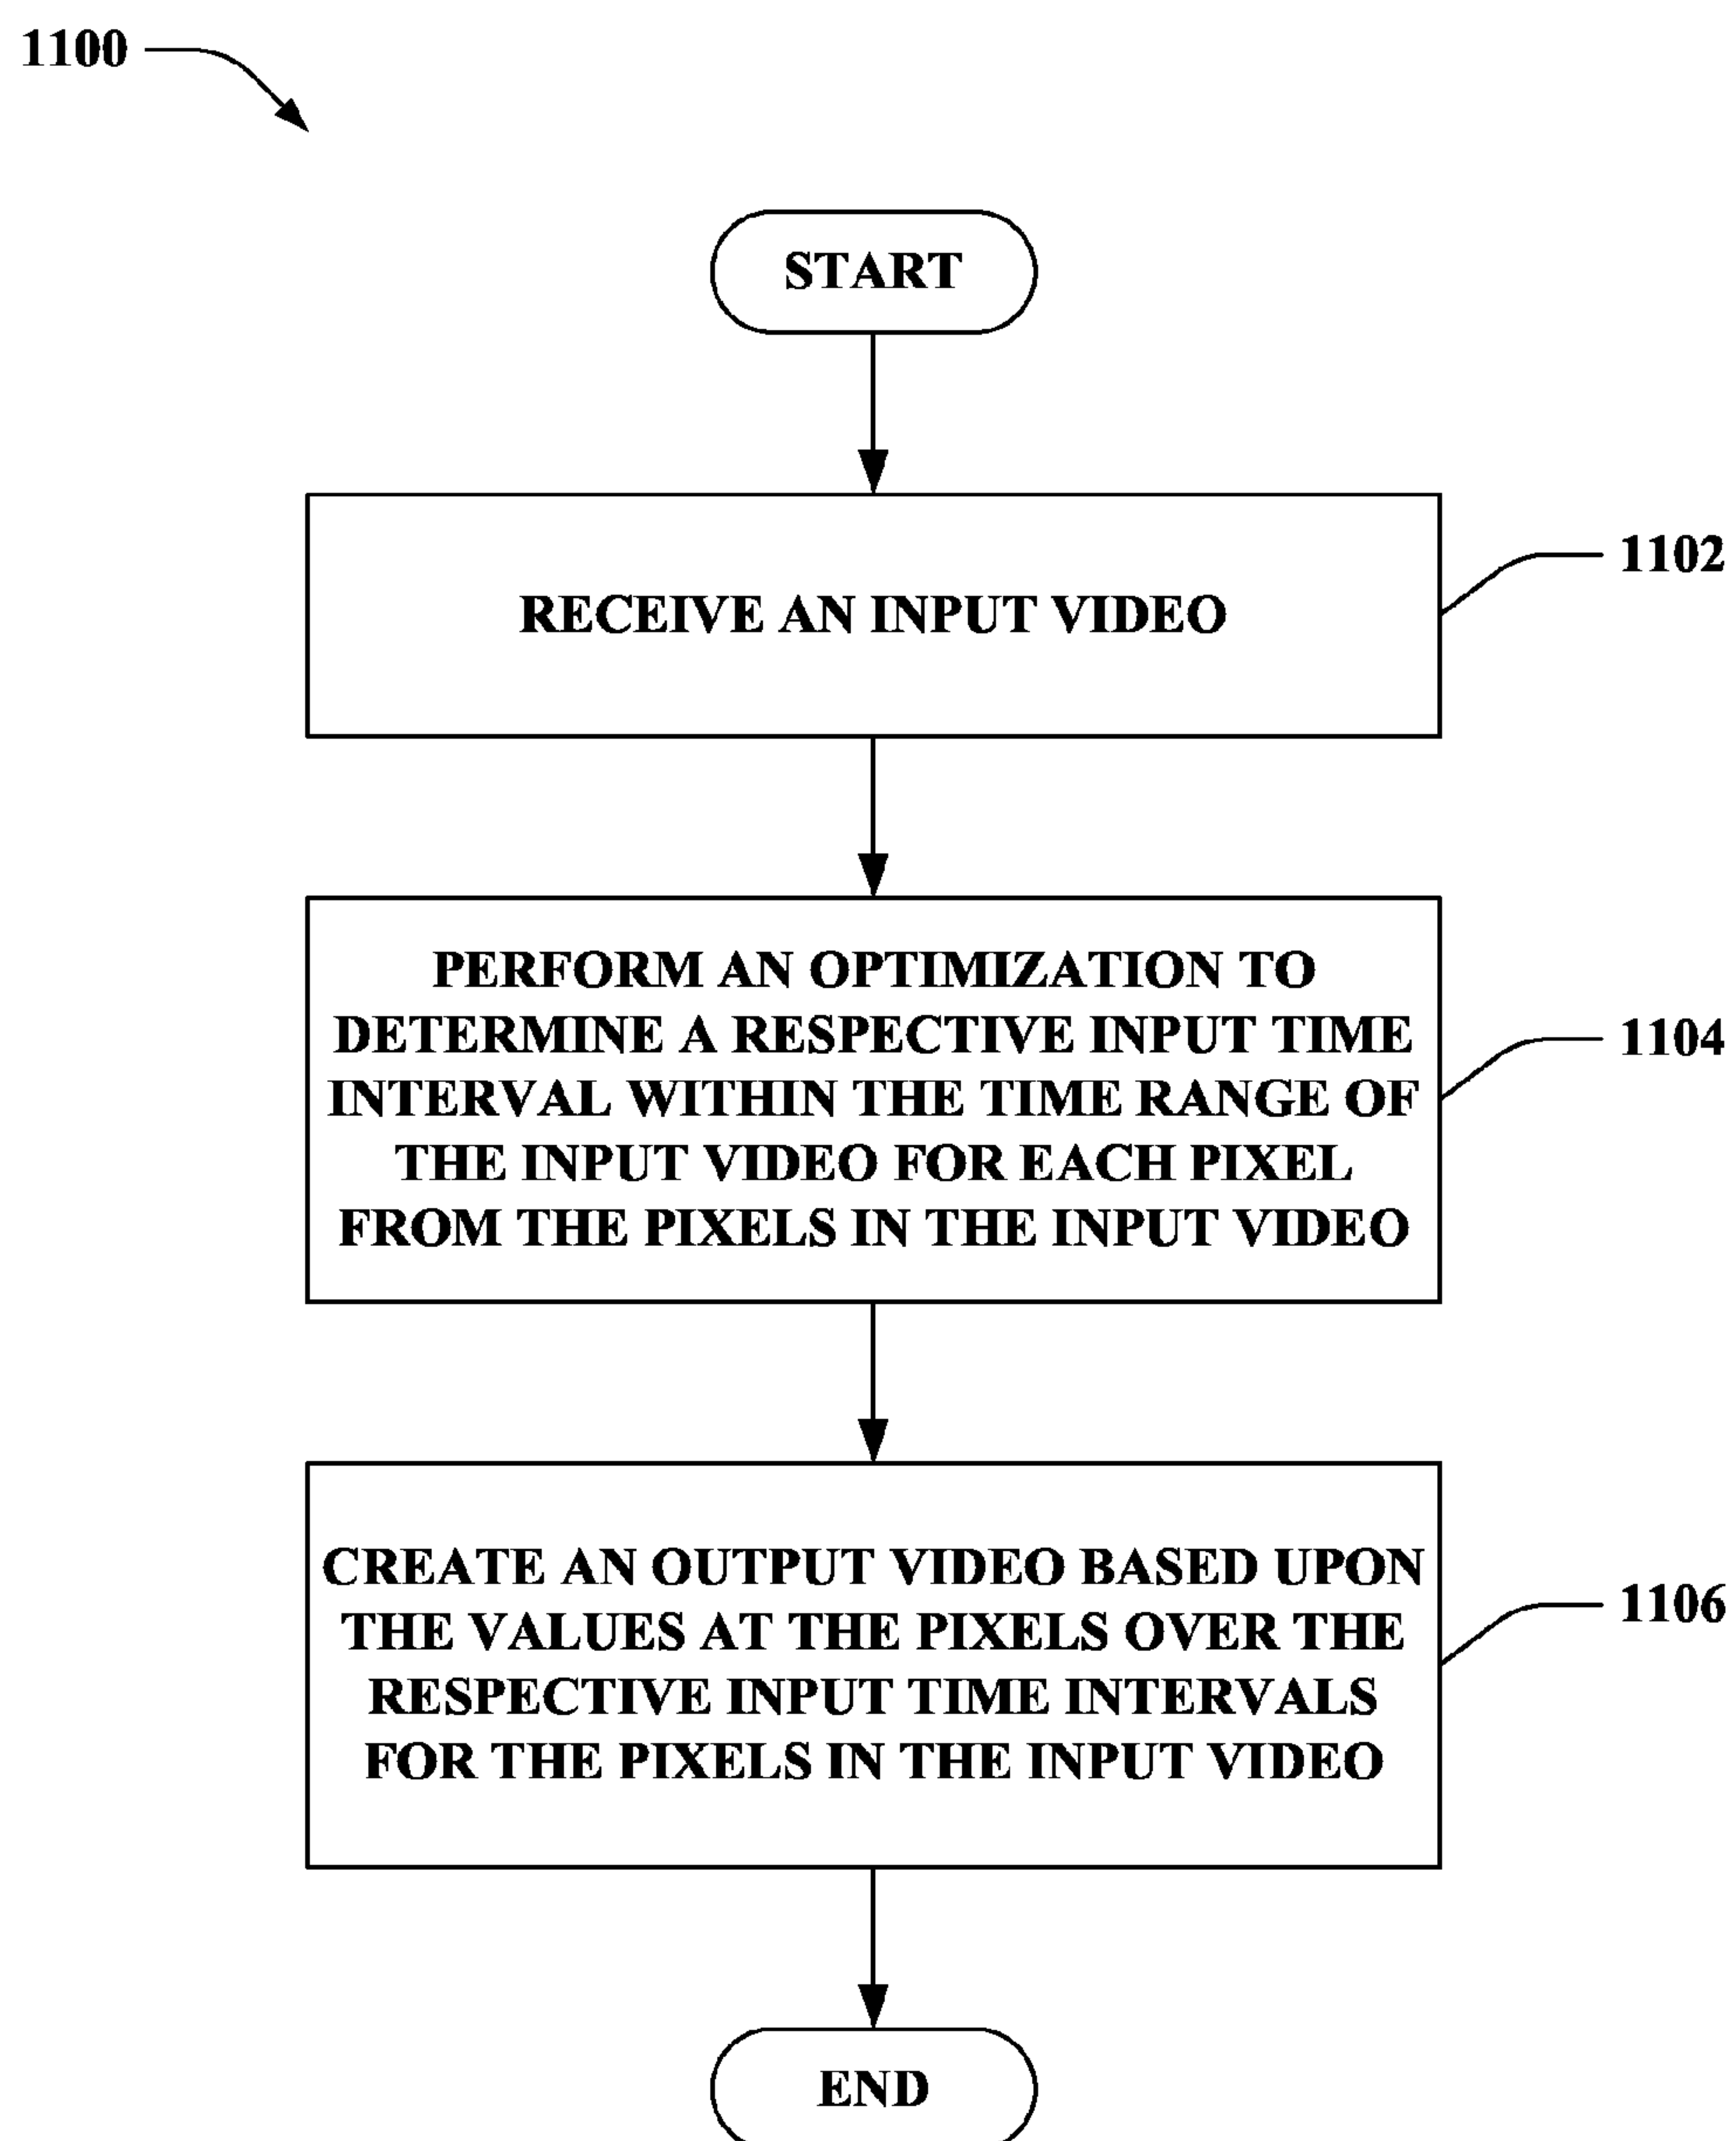 1100
START
RECEIVE AN INPUT VIDEO
1102
PERFORM AN OPTIMIZATION TO
DETERMINE A RESPECTIVE INPUT TIME
INTERVAL WITHIN THE TIME RANGE OF
THE INPUT VIDEO FOR EACH PIXEL
FROM THE PIXELS IN THE INPUT VIDEO
1104
CREATE AN OUTPUT VIDEO BASED UPON
THE VALUES AT THE PIXELS OVER THE
RESPECTIVE INPUT TIME INTERVALS
FOR THE PIXELS IN THE INPUT VIDEO
1106
END